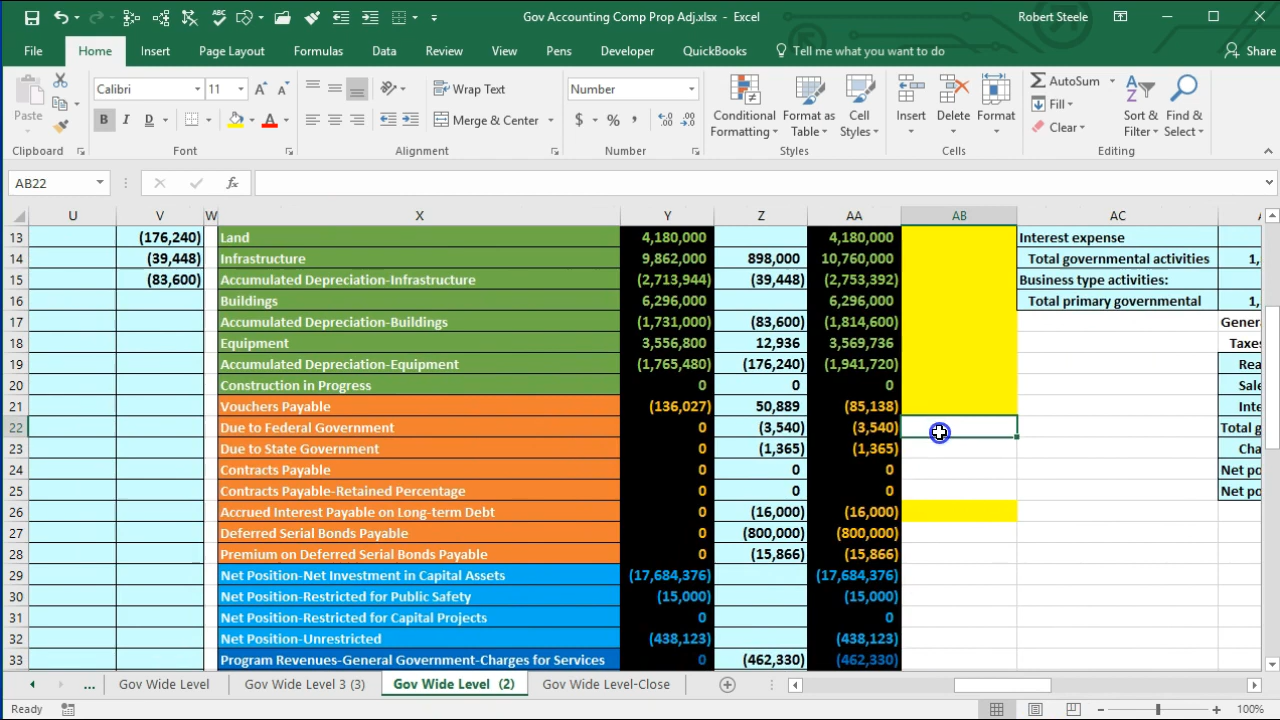 Gov Accounting Comp Prop Adj.xlsx - Excel
Robert Steele
File Home Insert Page Layout Formulas Data Review View Pens Developer QuickBooks Tell me what you want to do Share
Calibri 11 Wrap Text Number AutoSum
Paste B I D A Merge & Center $ % , Conditional Formatting Format as Table Cell Styles Insert Delete Format Fill Clear Sort & Filter Find & Select
Clipboard Font Alignment Number Styles Cells Editing
AB22 fx
U V W X Y Z AA AB AC
13 (176,240) Land 4,180,000 4,180,000 Interest expense
14 (39,448) Infrastructure 9,862,000 898,000 10,760,000 Total governmental activities 1,
15 (83,600) Accumulated Depreciation-Infrastructure (2,713,944) (39,448) (2,753,392) Business type activities:
16 Buildings 6,296,000 6,296,000 Total primary governmental 1,
17 Accumulated Depreciation-Buildings (1,731,000) (83,600) (1,814,600) Gener
18 Equipment 3,556,800 12,936 3,569,736 Taxe
19 Accumulated Depreciation-Equipment (1,765,480) (176,240) (1,941,720) Rea
20 Construction in Progress 0 0 0 Sale
21 Vouchers Payable (136,027) 50,889 (85,138) Inte
22 Due to Federal Government 0 (3,540) (3,540) Total g
23 Due to State Government 0 (1,365) (1,365) Cha
24 Contracts Payable 0 0 0 Net po
25 Contracts Payable-Retained Percentage 0 0 0 Net po
26 Accrued Interest Payable on Long-term Debt 0 (16,000) (16,000)
27 Deferred Serial Bonds Payable 0 (800,000) (800,000)
28 Premium on Deferred Serial Bonds Payable 0 (15,866) (15,866)
29 Net Position-Net Investment in Capital Assets (17,684,376) (17,684,376)
30 Net Position-Restricted for Public Safety (15,000) (15,000)
31 Net Position-Restricted for Capital Projects 0 0
32 Net Position-Unrestricted (438,123) (438,123)
33 Program Revenues-General Government-Charges for Services 0 (462,330) (462,330)
... Gov Wide Level Gov Wide Level 3 (3) Gov Wide Level (2) Gov Wide Level-Close
Ready 100%